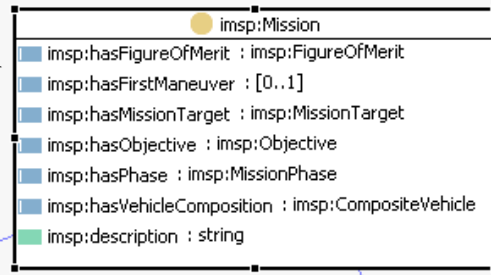 imsp:Mission
imsp:hasFigureOfMerit : imsp:FigureOfMerit
imsp:hasFirstManeuver : [0..1]
imsp:hasMissionTarget : imsp:MissionTarget
imsp:hasObjective : imsp:Objective
imsp:hasPhase : imsp:MissionPhase
imsp:hasVehicleComposition : imsp:CompositeVehicle
imsp:description : string